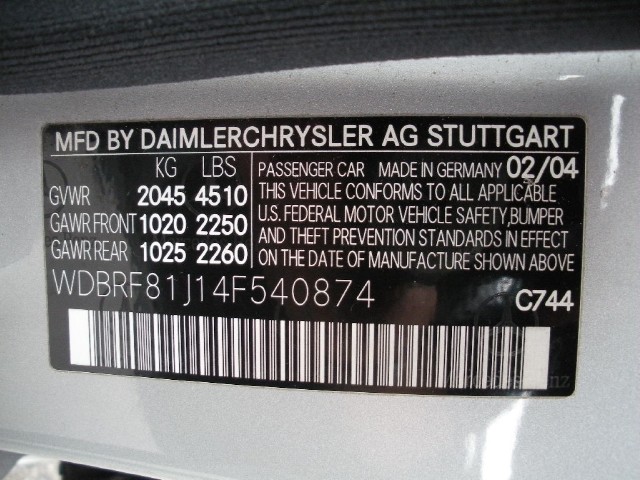 MFD BY DAIMLERCHRYSLER AG STUTTGART
KG LBS
GVWR 2045 4510
GAWR FRONT 1020 2250
GAWR REAR 1025 2260
PASSENGER CAR MADE IN GERMANY 02/04
THIS VEHICLE CONFORMS TO ALL APPLICABLE
U.S. FEDERAL MOTOR VEHICLE SAFETY, BUMPER
AND THEFT PREVENTION STANDARDS IN EFFECT
ON THE DATE OF MANUFACTURE SHOWN ABOVE.
WDBRF81J14F540874
C744